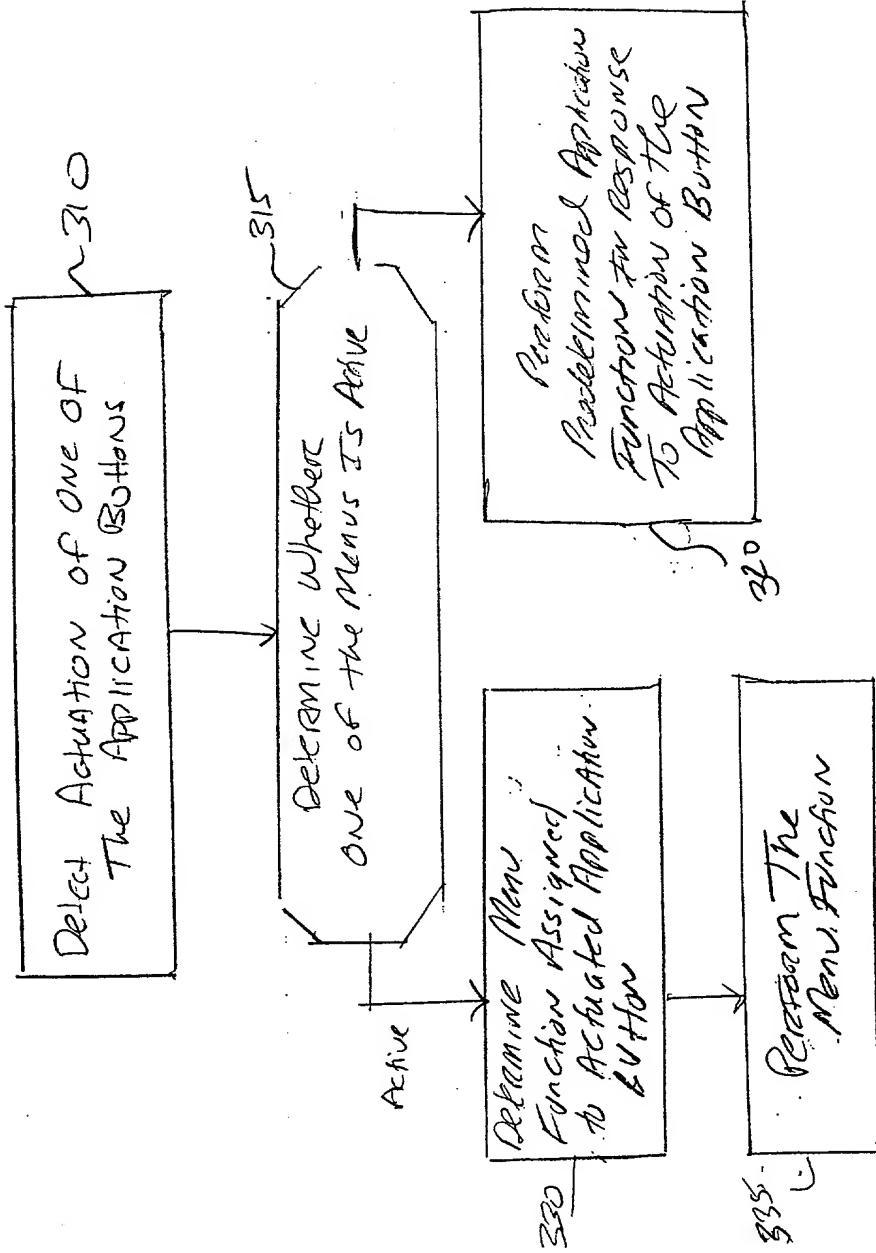 Detect Actuation of One of
The Application Buttons
310
Determine Whether
One of the Menus Is Active
315
Active
Determine Menu
Function Assigned
to Actuated Application
Button
330
Perform The
Menu Function
335
Perform
Predetermined Application
Function In Response
To Actuation of the
Application Button
320